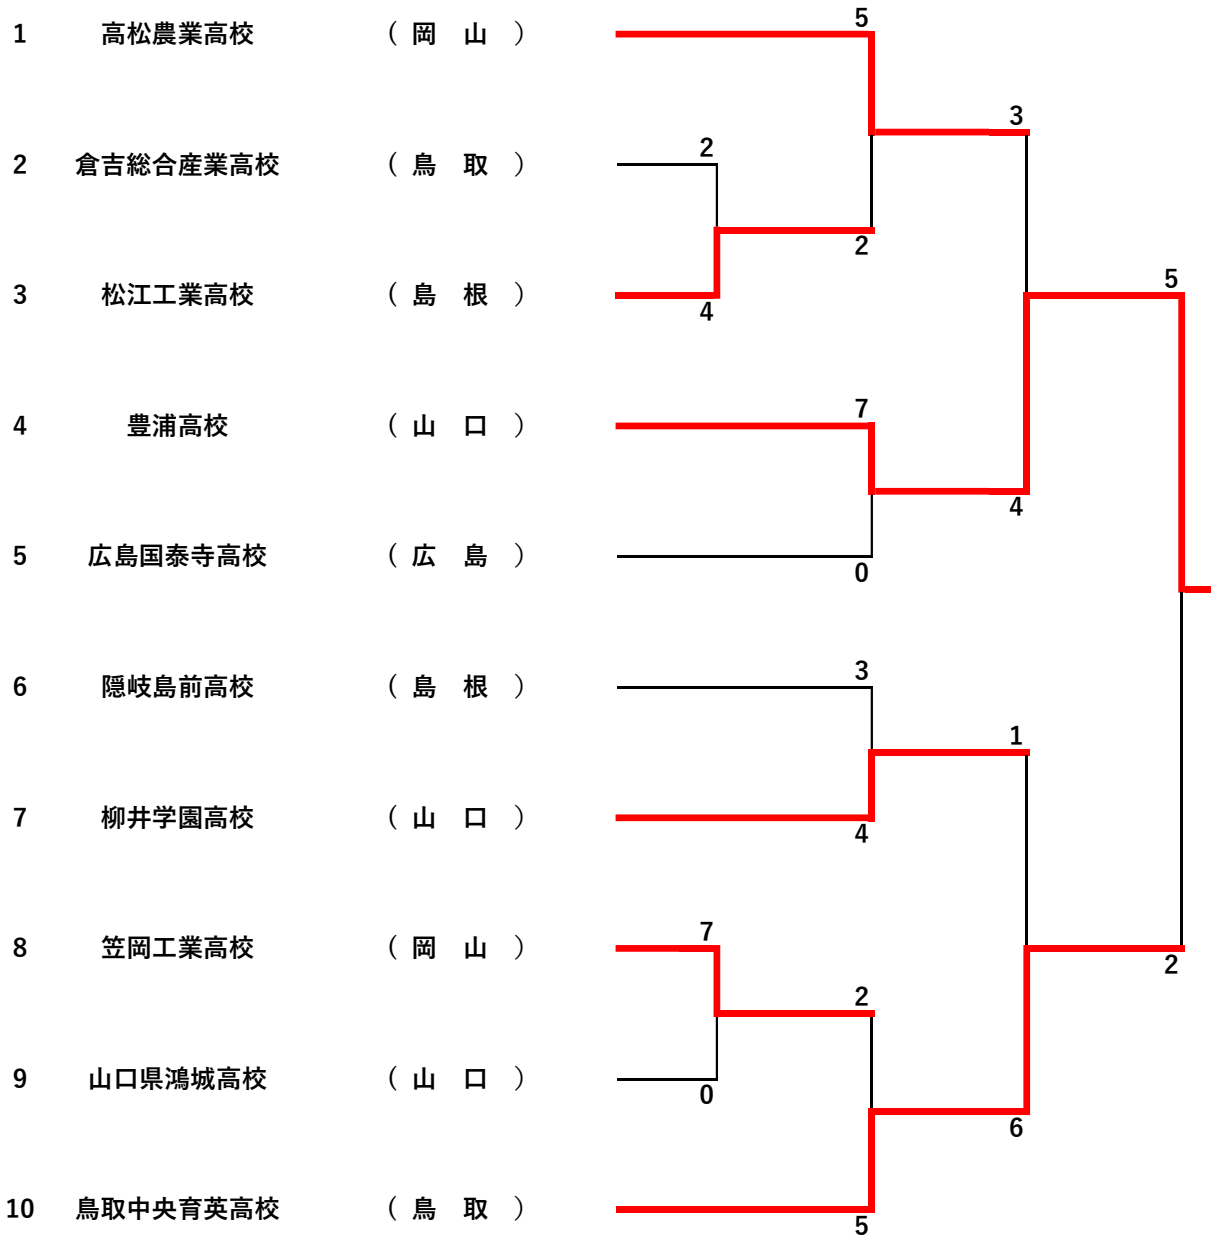 5
1 高松農業高校 （ 岡 山 ）
3
2 倉吉総合産業高校 （ 鳥 取 ） 2
2
3 松江工業高校 （ 島 根 ） 5
4
4 豊浦高校 （ 山 口 ） 7
4
5 広島国泰寺高校 （ 広 島 ）
0
6 隠岐島前高校 （ 島 根 ） 3
1
7 柳井学園高校 （ 山 口 ）
4
8 笠岡工業高校 （ 岡 山 ） 7
2
2
9 山口県鴻城高校 （ 山 口 ）
0
6
10 鳥取中央育英高校 （ 鳥 取 ）
5